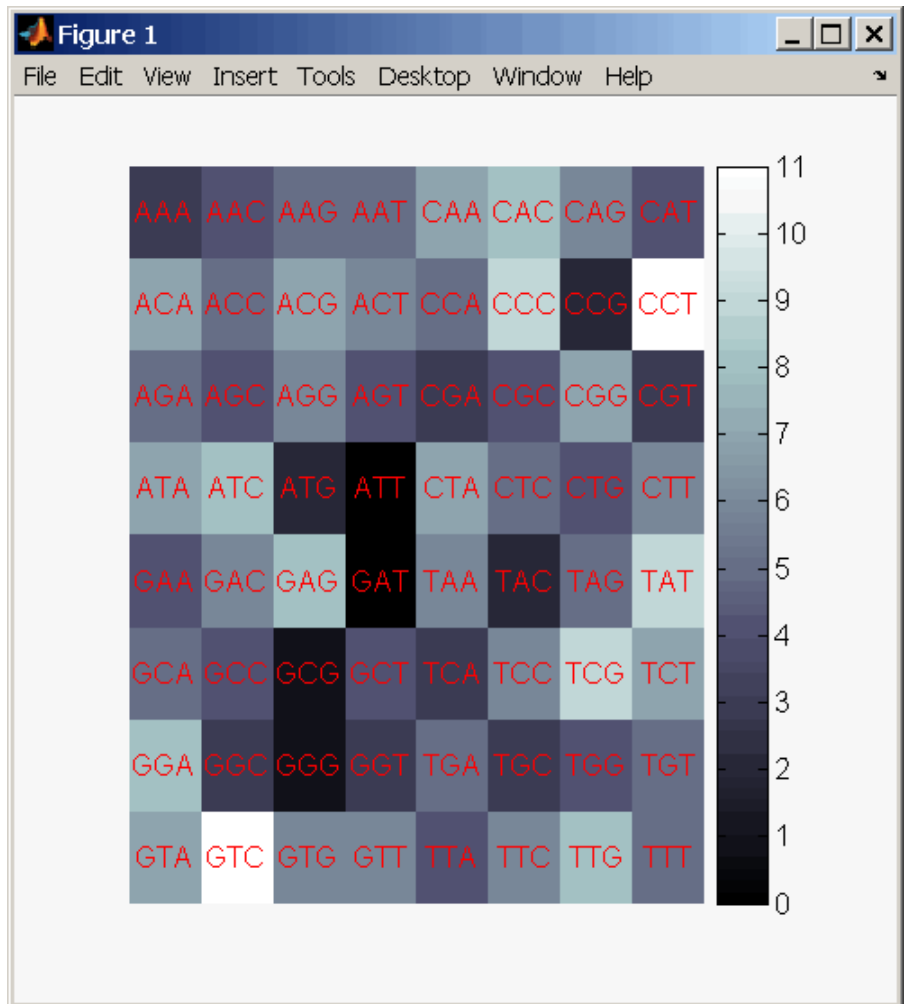 Figure 1
File Edit View Insert Tools Desktop Window Help
AAA AAC AAG AAT CAA CAC CAG CAT
ACA ACC ACG ACT CCA CCC CCG CCT
AGA AGC AGG AGT CGA CGC CGG CGT
ATA ATC ATG ATT CTA CTC CTG CTT
GAA GAC GAG GAT TAA TAC TAG TAT
GCA GCC GCG GCT TCA TCC TCG TCT
GGA GGC GGG GGT TGA TGC TGG TGT
GTA GTC GTG GTT TTA TTC TTG TTT
11
10
9
8
7
6
5
4
3
2
1
0